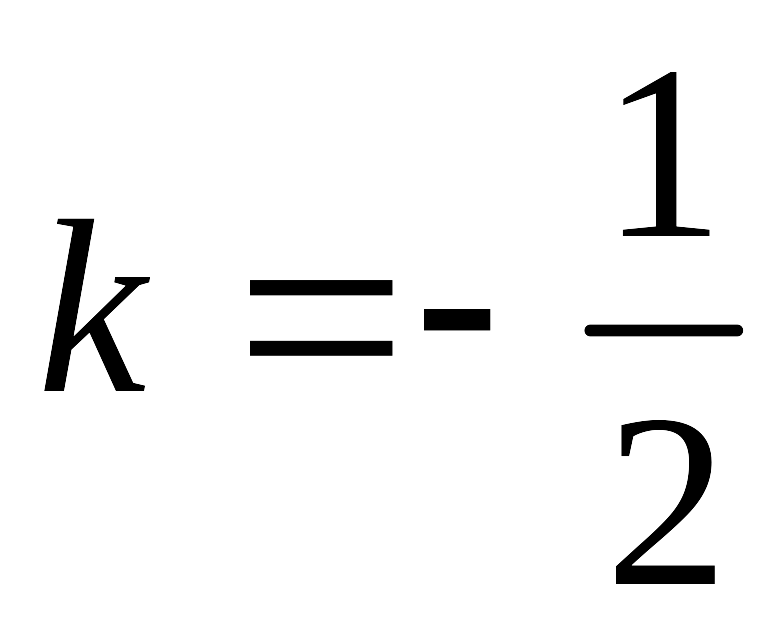 k = - 1/2